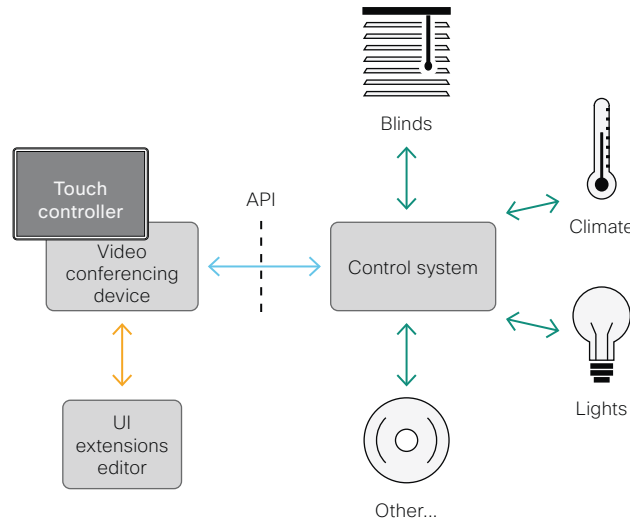 Blinds
Climate
Touch
controller
API
Video
conferencing
device
Control system
Lights
UI
extensions
editor
Other...